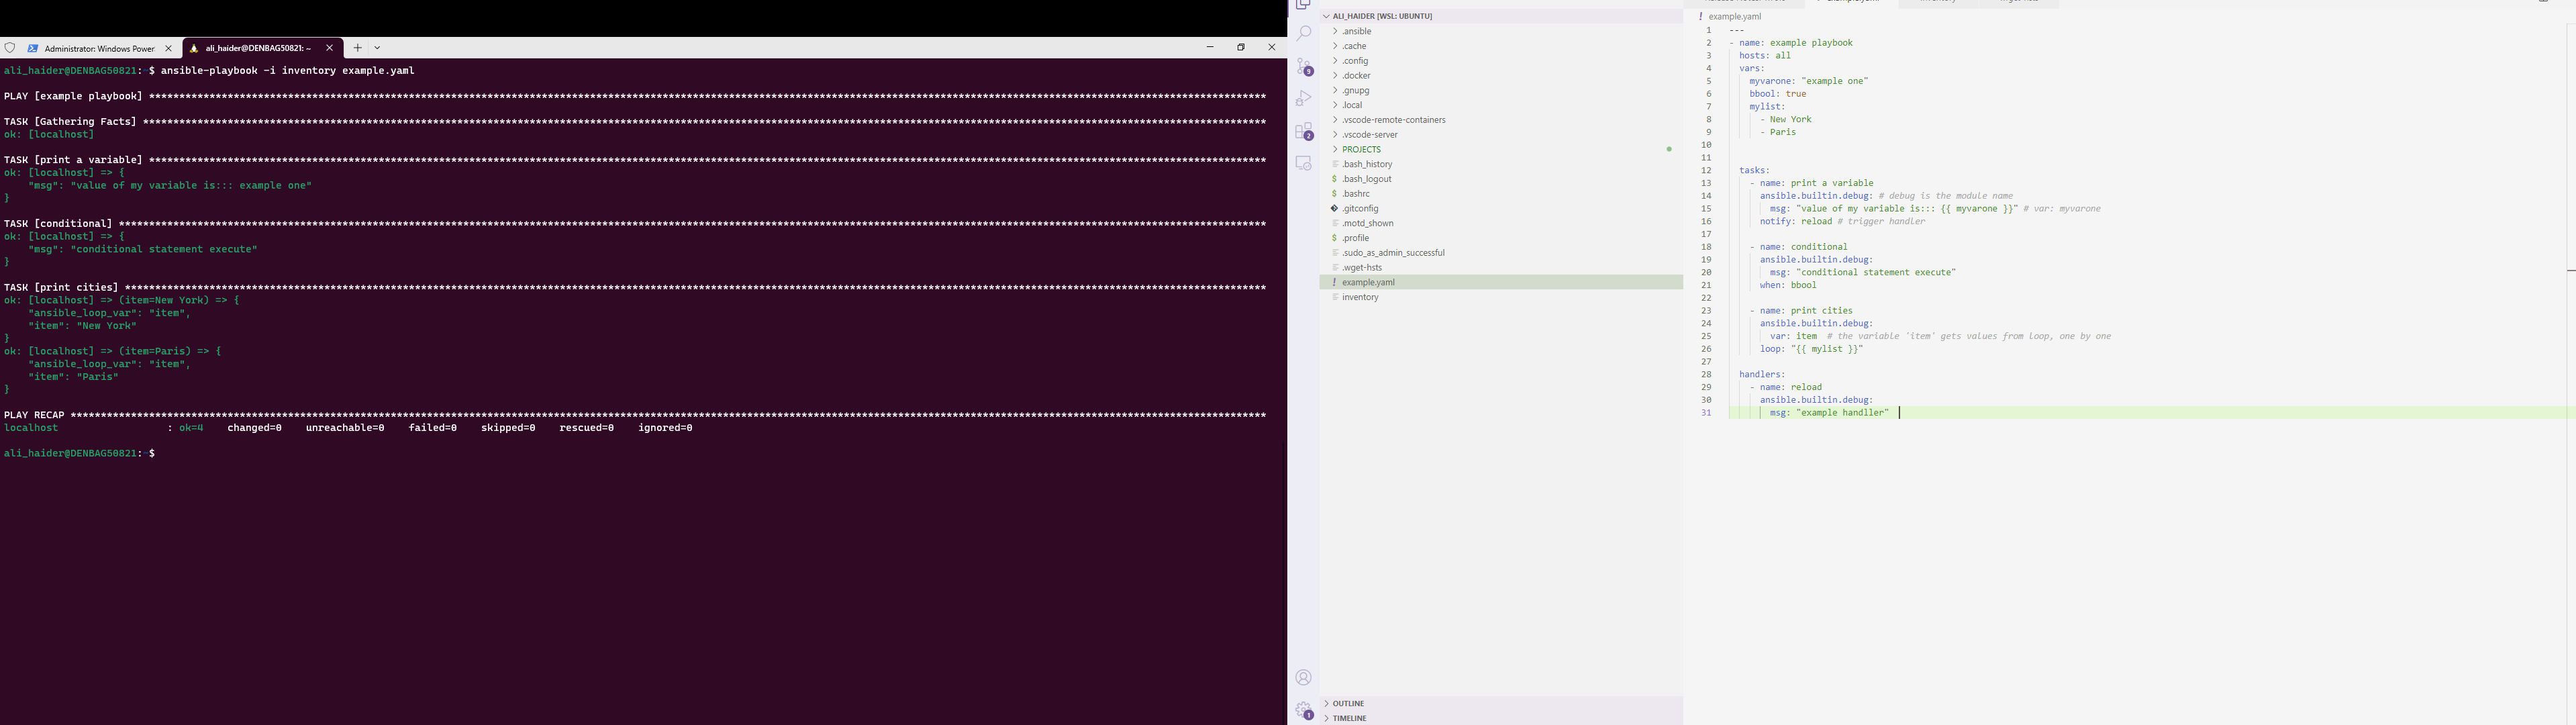 Administrator: Windows Power
ali_haider@DENBAG50821: ~
ali_haider@DENBAG50821:~$ ansible-playbook -i inventory example.yaml
PLAY [example playbook] ****************************************************************
TASK [Gathering Facts] ****************************************************************
ok: [localhost]
TASK [print a variable] ****************************************************************
ok: [localhost] => {
"msg": "value of my variable is::: example one"
}
TASK [conditional] ****************************************************************
ok: [localhost] => {
"msg": "conditional statement execute"
}
TASK [print cities] ****************************************************************
ok: [localhost] => (item=New York) => {
"ansible_loop_var": "item",
"item": "New York"
}
ok: [localhost] => (item=Paris) => {
"ansible_loop_var": "item",
"item": "Paris"
}
PLAY RECAP ****************************************************************
localhost : ok=4 changed=0 unreachable=0 failed=0 skipped=0 rescued=0 ignored=0
ali_haider@DENBAG50821:~$
9
2
1
ALI_HAIDER [WSL: UBUNTU]
.ansible
.cache
.config
.docker
.gnupg
.local
.vscode-remote-containers
.vscode-server
PROJECTS
.bash_history
.bash_logout
.bashrc
.gitconfig
.motd_shown
.profile
.sudo_as_admin_successful
.wget-hsts
example.yaml
inventory
OUTLINE
TIMELINE
! example.yaml
1 ---
2 - name: example playbook
3 hosts: all
4 vars:
5 myvarone: "example one"
6 bbool: true
7 mylist:
8 - New York
9 - Paris
10
11
12 tasks:
13 - name: print a variable
14 ansible.builtin.debug: # debug is the module name
15 msg: "value of my variable is::: {{ myvarone }}" # var: myvarone
16 notify: reload # trigger handler
17
18 - name: conditional
19 ansible.builtin.debug:
20 msg: "conditional statement execute"
21 when: bbool
22
23 - name: print cities
24 ansible.builtin.debug:
25 var: item # the variable `item` gets values from loop, one by one
26 loop: "{{ mylist }}"
27
28 handlers:
29 - name: reload
30 ansible.builtin.debug:
31 msg: "example handller"